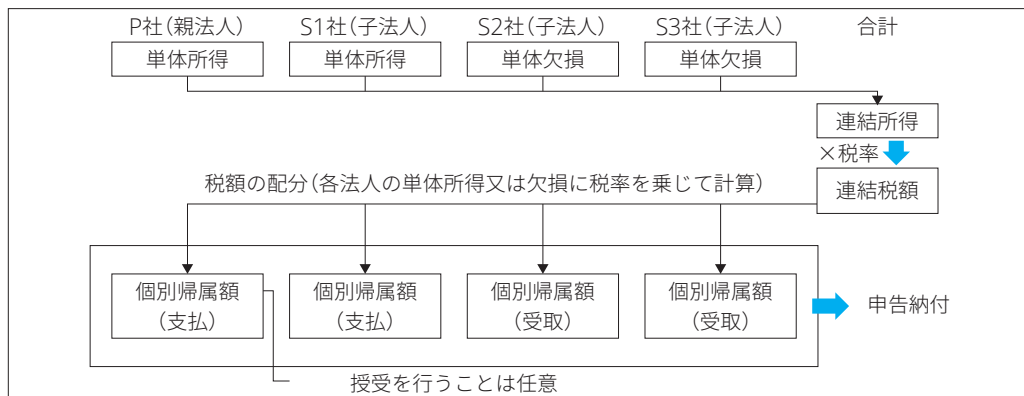 P社（親法人） S1社（子法人） S2社（子法人） S3社（子法人） 合計
単体所得 単体所得 単体欠損 単体欠損
連結所得
×税率
税額の配分（各法人の単体所得又は欠損に税率を乗じて計算）
連結税額
個別帰属額 個別帰属額 個別帰属額 個別帰属額
（支払） （支払） （受取） （受取）
申告納付
授受を行うことは任意